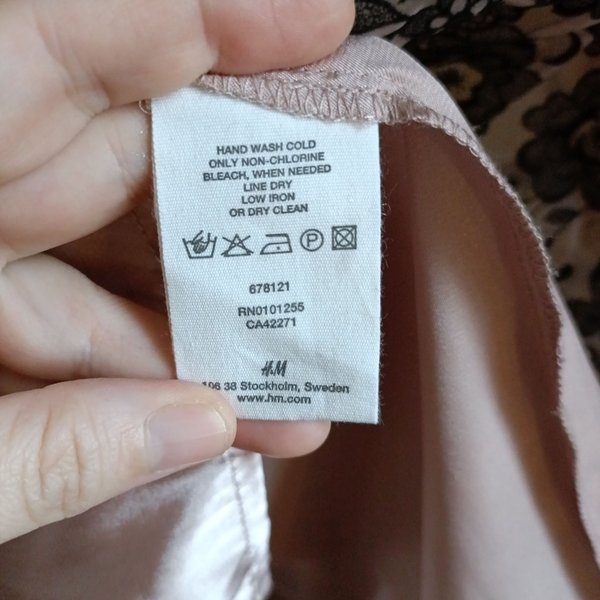 HAND WASH COLD
ONLY NON-CHLORINE
BLEACH, WHEN NEEDED
LINE DRY
LOW IRON
OR DRY CLEAN
P
678121
RN0101255
CA42271
H&M
106 38 Stockholm, Sweden
www.hm.com